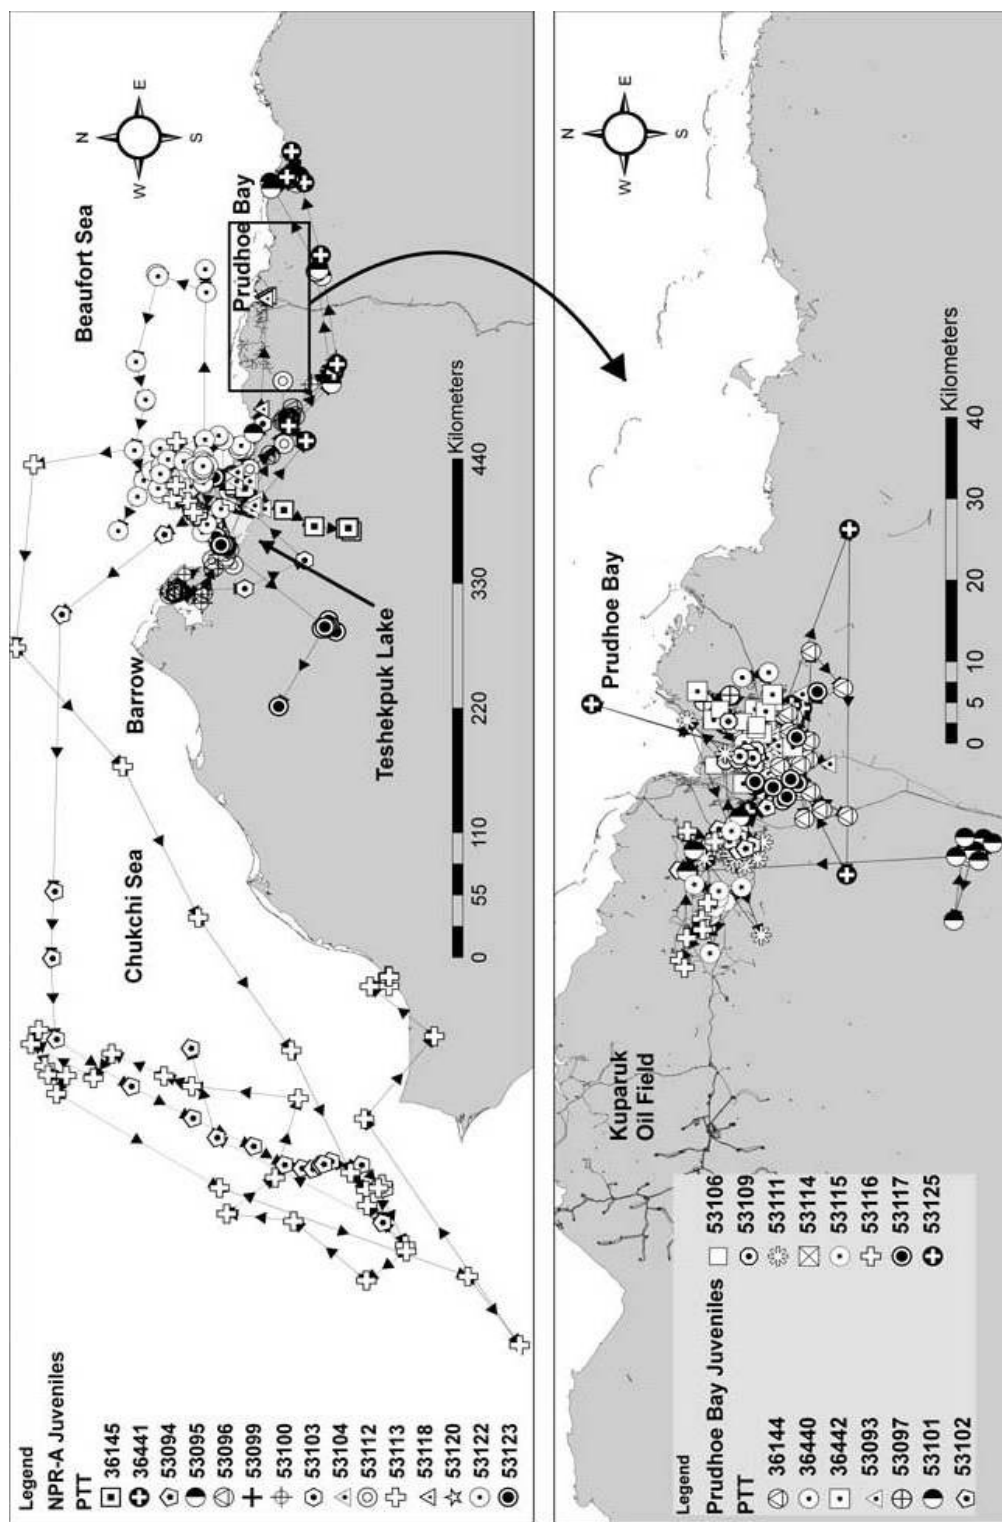 Legend
NPR-A Juveniles
PTT
36145
36441
53094
53095
53096
53099
53100
53103
53104
53112
53113
53118
53120
53122
53123
Chukchi Sea
Barrow
Beaufort Sea
Prudhoe Bay
Teshekpuk Lake
N
E
S
W
0 55 110 220 330 440
Kilometers
Legend
Prudhoe Bay Juveniles
PTT
36144
36440
36442
53093
53097
53101
53102
53106
53109
53111
53114
53115
53116
53117
53125
Kuparuk
Oil Field
Prudhoe Bay
N
E
S
W
0 5 10 20 30 40
Kilometers